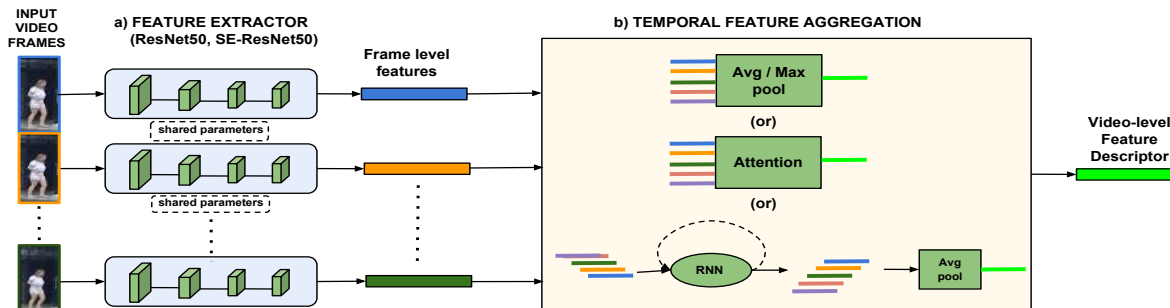 INPUT
VIDEO
FRAMES
a) FEATURE EXTRACTOR
(ResNet50, SE-ResNet50)
Frame level
features
shared parameters
shared parameters
b) TEMPORAL FEATURE AGGREGATION
Avg / Max
pool
(or)
Attention
(or)
RNN
Avg
pool
Video-level
Feature
Descriptor